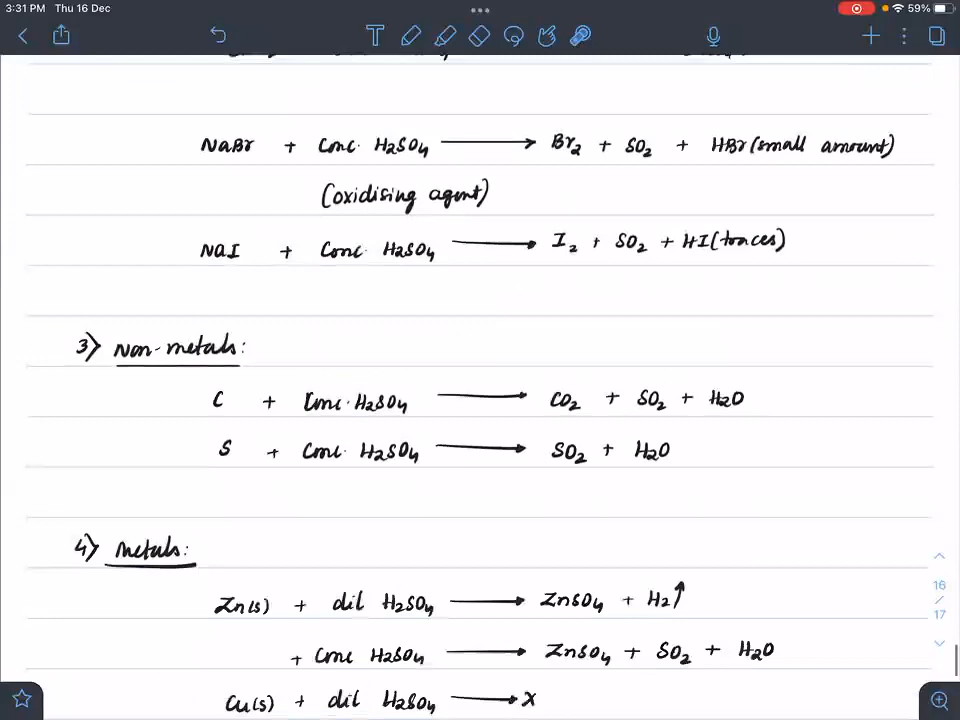 3:31 PM Thu 16 Dec
59%
NaBr + Conc. H2SO4 → Br2 + SO2 + HBr (small amount)
(oxidising agent)
NaI + Conc. H2SO4 → I2 + SO2 + HI (traces)
3) Non-metals:
C + Conc. H2SO4 → CO2 + SO2 + H2O
S + Conc. H2SO4 → SO2 + H2O
4) Metals:
Zn(s) + dil H2SO4 → ZnSO4 + H2↑
+ Conc H2SO4 → ZnSO4 + SO2 + H2O
Cu(s) + dil H2SO4 → X
16
/
17